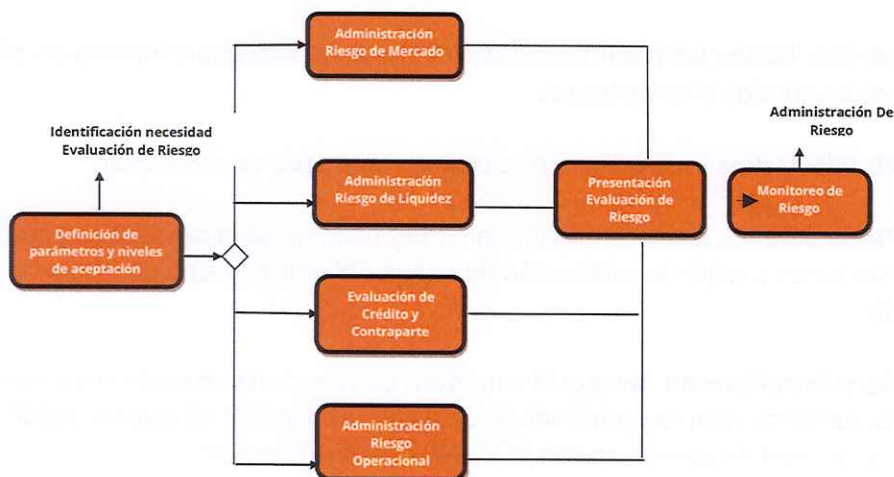 Administración
Riesgo de Mercado
Identificación necesidad
Evaluación de Riesgo
Administración De
Riesgo
Definición de
parámetros y niveles
de aceptación
Administración
Riesgo de Liquidez
Presentación
Evaluación de
Riesgo
Monitoreo de
Riesgo
Evaluación de
Crédito y
Contraparte
Administración
Riesgo
Operacional